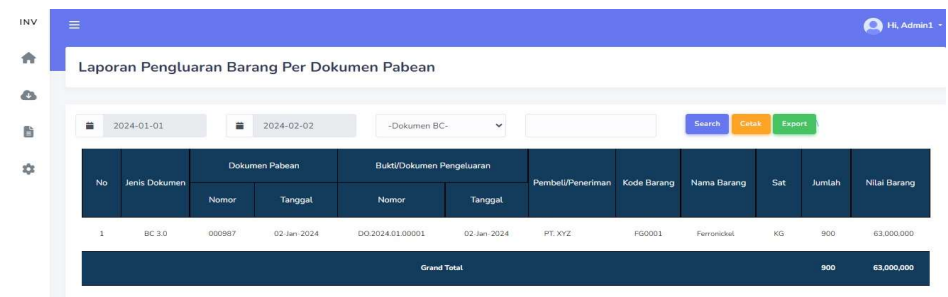 INV
Hi, Admin1
Laporan Pengluaran Barang Per Dokumen Pabean
2024-01-01 2024-02-02 -Dokumen BC- Search Cetak Export
No Jenis Dokumen Dokumen Pabean Bukti/Dokumen Pengeluaran Pembeli/Peneriman Kode Barang Nama Barang Sat Jumlah Nilai Barang
Nomor Tanggal Nomor Tanggal
1 BC 3.0 000987 02-Jan-2024 DO.2024.01.00001 02-Jan-2024 PT. XYZ FG0001 Ferronickel KG 900 63,000,000
Grand Total 900 63,000,000